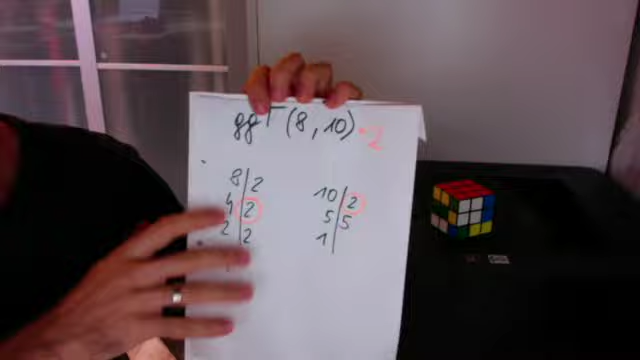 ggT (8, 10) = 2
8 | 2
4 | 2
2 | 2
10 | 2
5 | 5
1 |